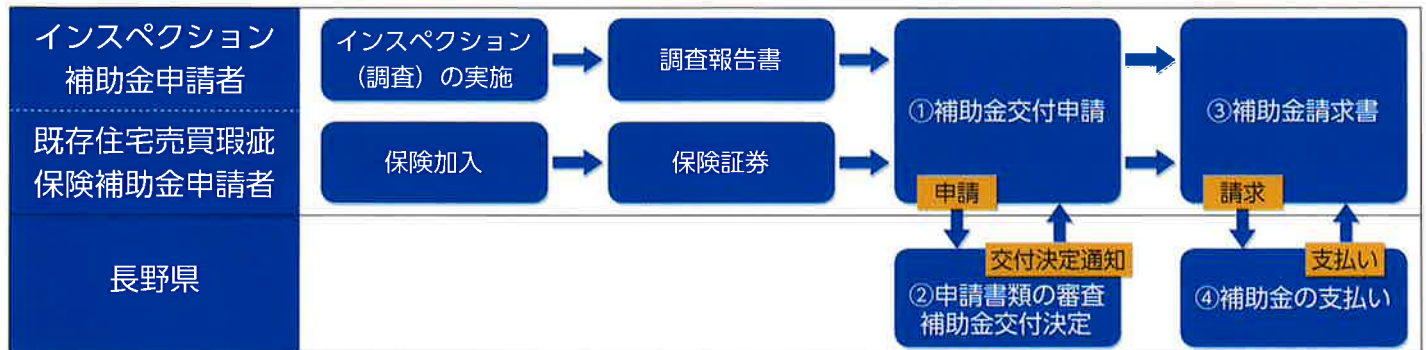 インスペクション
補助金申請者
インスペクション
(調査)の実施
調査報告書
①補助金交付申請
③補助金請求書
既存住宅売買瑕疵
保険補助金申請者
保険加入
保険証券
申請
請求
長野県
交付決定通知
支払い
②申請書類の審査
補助金交付決定
④補助金の支払い